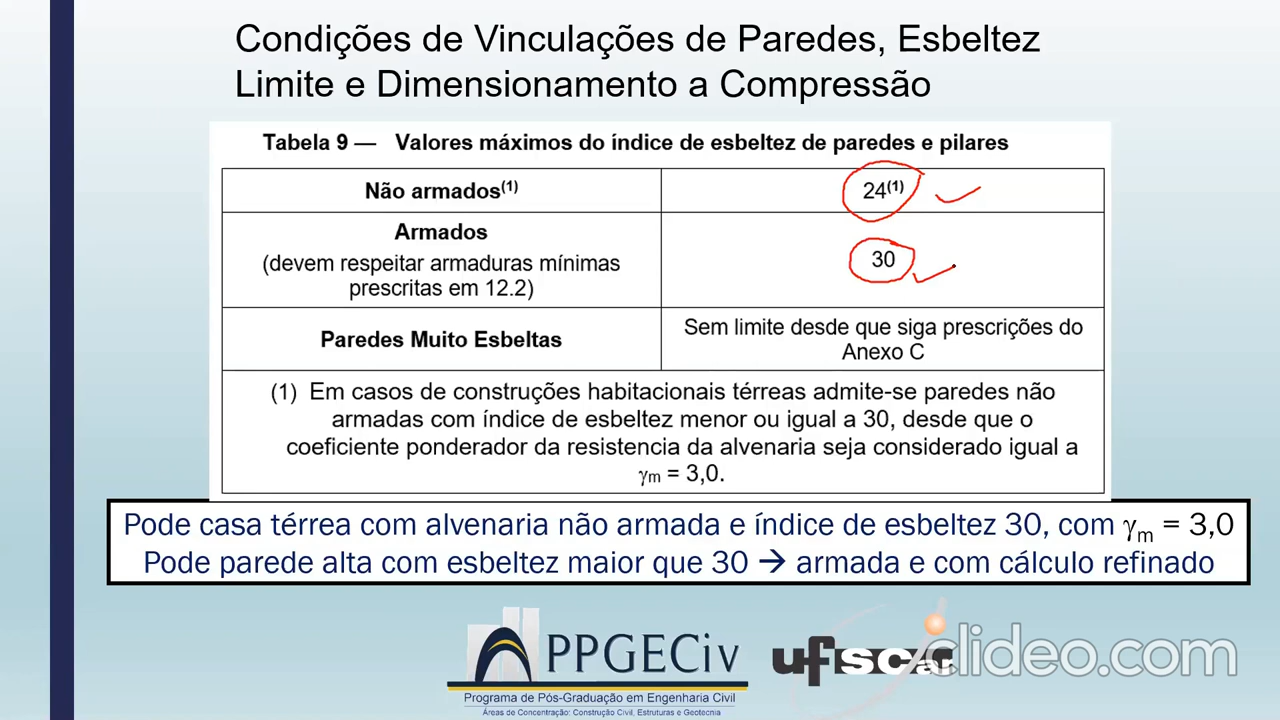 Condições de Vinculações de Paredes, Esbeltez
Limite e Dimensionamento a Compressão
Tabela 9 — Valores máximos do índice de esbeltez de paredes e pilares
Não armados(1)
24(1)
Armados
(devem respeitar armaduras mínimas
prescritas em 12.2)
30
Paredes Muito Esbeltas
Sem limite desde que siga prescrições do
Anexo C
(1) Em casos de construções habitacionais térreas admite-se paredes não
armadas com índice de esbeltez menor ou igual a 30, desde que o
coeficiente ponderador da resistencia da alvenaria seja considerado igual a
γm = 3,0.
Pode casa térrea com alvenaria não armada e índice de esbeltez 30, com γm = 3,0
Pode parede alta com esbeltez maior que 30 → armada e com cálculo refinado
PPGECiv
Programa de Pós-Graduação em Engenharia Civil
Áreas de Concentração: Construção Civil, Estruturas e Geotecnia
ufscar
clideo.com